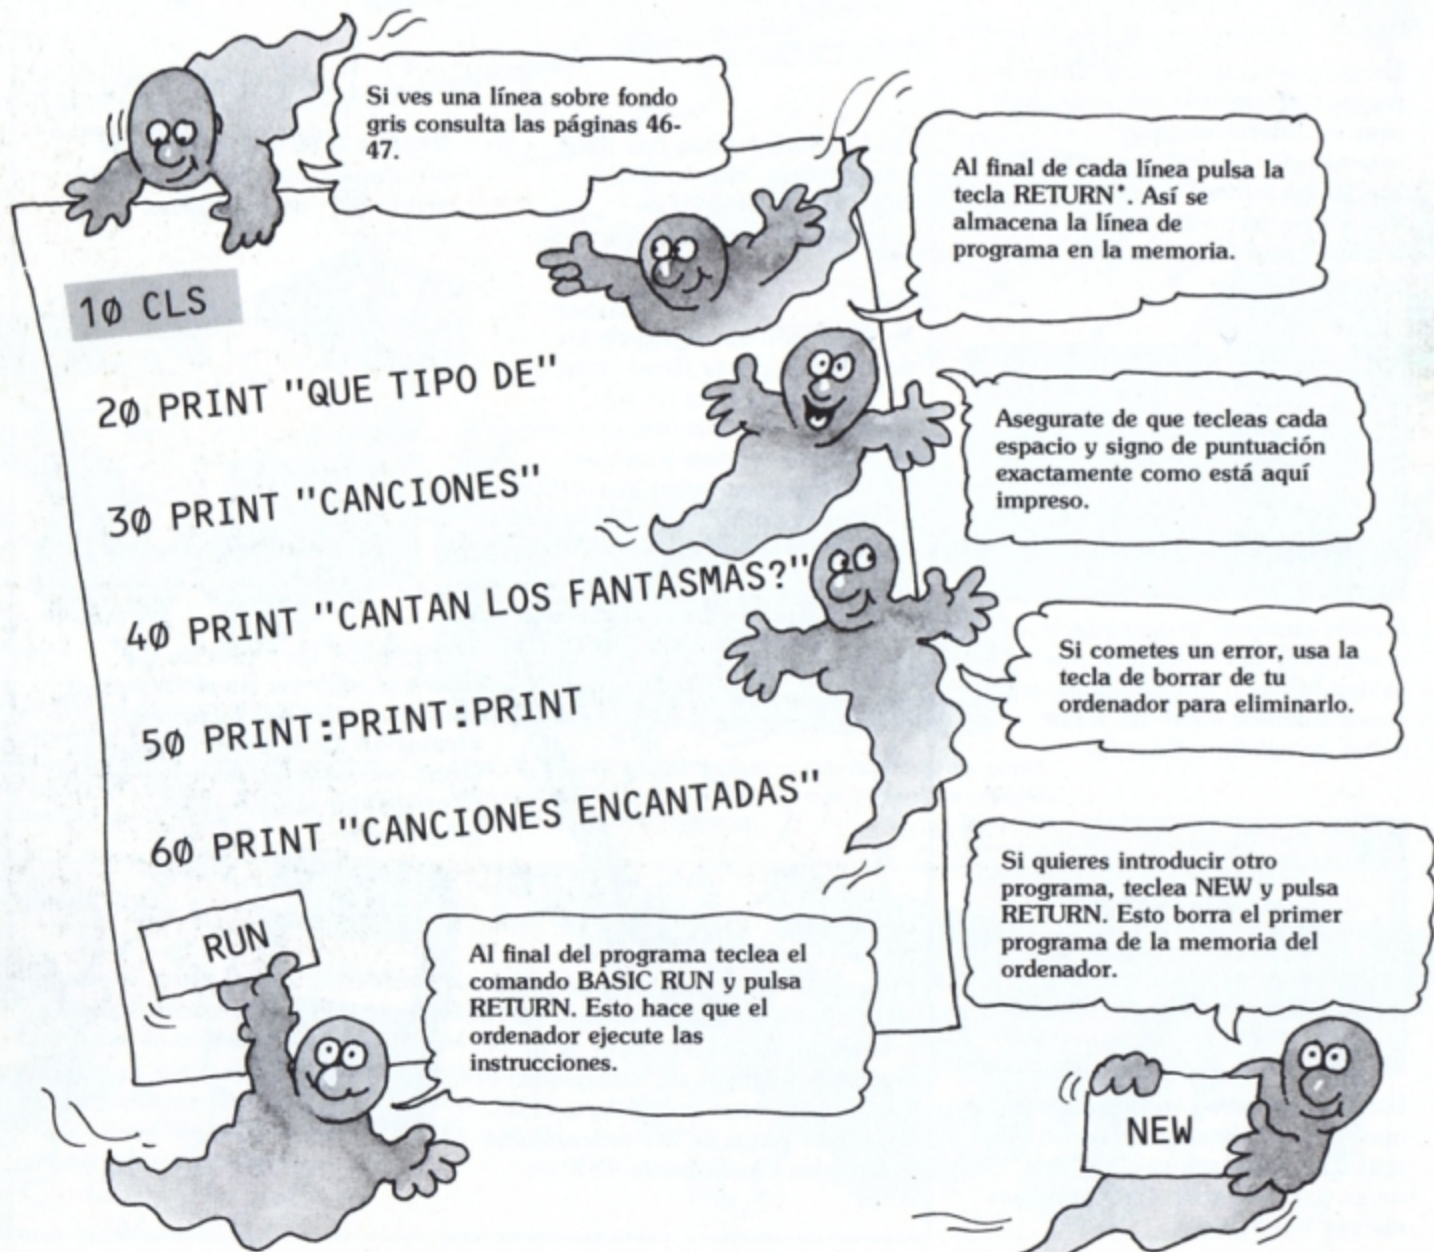 Si ves una línea sobre fondo
gris consulta las páginas 46-
47.
Al final de cada línea pulsa la
tecla RETURN*. Así se
almacena la línea de
programa en la memoria.
10 CLS
20 PRINT "QUE TIPO DE"
30 PRINT "CANCIONES"
40 PRINT "CANTAN LOS FANTASMAS?"
50 PRINT:PRINT:PRINT
60 PRINT "CANCIONES ENCANTADAS"
Asegurate de que tecleas cada
espacio y signo de puntuación
exactamente como está aquí
impreso.
Si cometes un error, usa la
tecla de borrar de tu
ordenador para eliminarlo.
RUN
Al final del programa teclea el
comando BASIC RUN y pulsa
RETURN. Esto hace que el
ordenador ejecute las
instrucciones.
Si quieres introducir otro
programa, teclea NEW y pulsa
RETURN. Esto borra el primer
programa de la memoria del
ordenador.
NEW